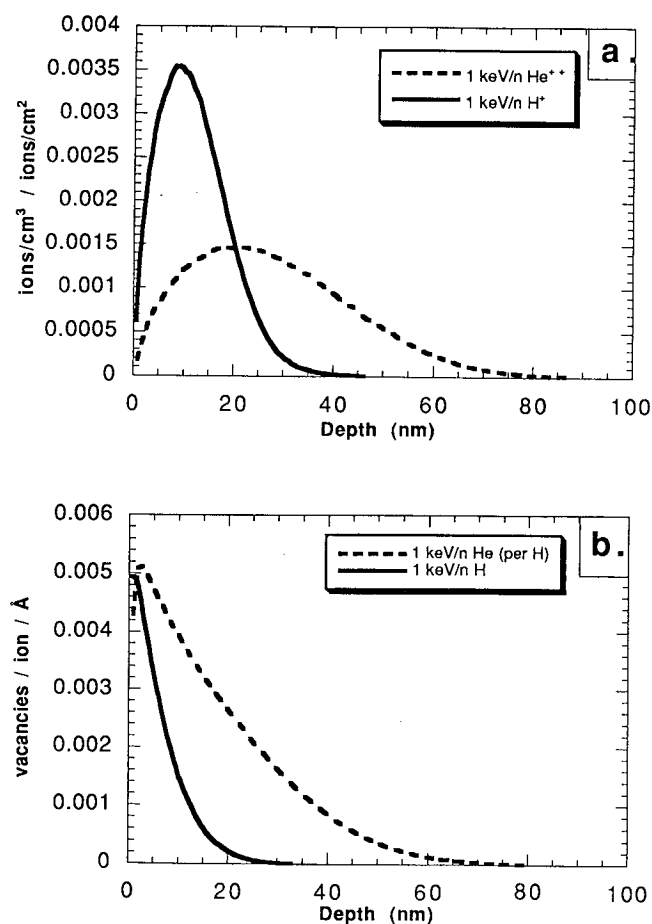 a.
0.004
0.0035
0.003
0.0025
0.002
0.0015
0.001
0.0005
0
ions/cm³ / ions/cm²
1 keV/n He⁺⁺
1 keV/n H⁺
0 20 40 60 80 100
Depth (nm)
b.
0.006
0.005
0.004
0.003
0.002
0.001
0
vacancies / ion / Å
1 keV/n He (per H)
1 keV/n H
0 20 40 60 80 100
Depth (nm)